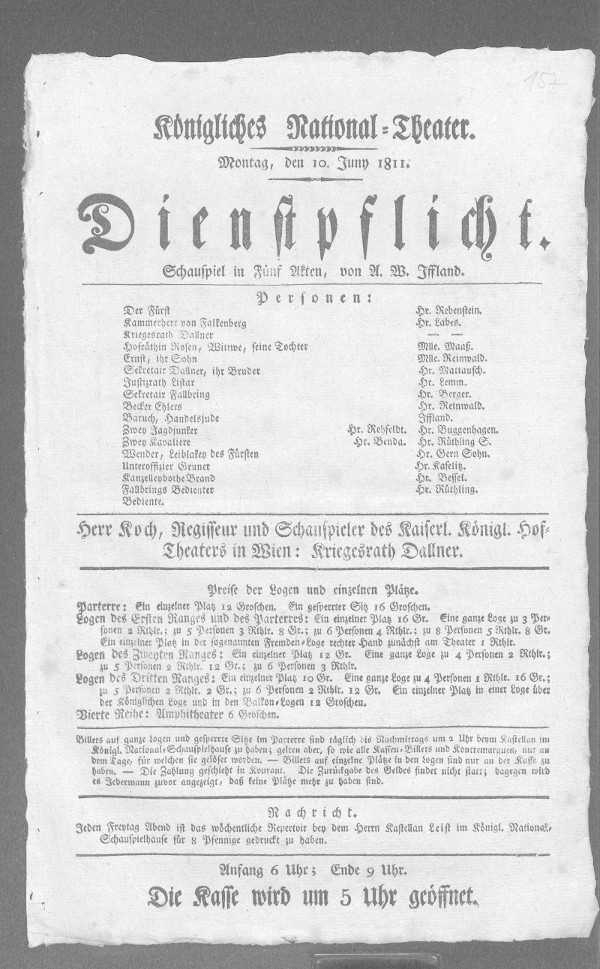 157
Königliches National-Theater.
Montag, den 10. Juny 1811.
Dienstpflicht.
Schauspiel in Fünf Akten, von A. W. Iffland.
Personen:
Der Fürst Hr. Rebenstein.
Kammerherr von Falkenberg Hr. Labes.
Kriegesrath Dallner — —
Hofräthin Rosen, Wittwe, seine Tochter Mlle. Maaß.
Ernst, ihr Sohn Mlle. Reinwald.
Sekretair Dallner, ihr Bruder Hr. Mattausch.
Justizrath Listar Hr. Lemm.
Sekretair Fallbring Hr. Berger.
Becker Ehlers Hr. Reinwald.
Baruch, Handelsjude Iffland.
Zwey Jagdjunker Hr. Rehfeldt. Hr. Buggenhagen.
Zwey Kavaliere Hr. Benda. Hr. Rüthling S.
Wender, Leiblakey des Fürsten Hr. Gern Sohn.
Unteroffizier Gruner Hr. Kaselitz.
Kanzelleybothe Brand Hr. Bessel.
Fallbrings Bedienter Hr. Rüthling.
Bediente.
Herr Koch, Regisseur und Schauspieler des Kaiserl. Königl. Hof-
Theaters in Wien: Kriegesrath Dallner.
Preise der Logen und einzelnen Plätze.
Parterre: Ein einzelner Platz 12 Groschen. Ein gesperrter Sitz 16 Groschen.
Logen des Ersten Ranges und des Parterres: Ein einzelner Platz 16 Gr. Eine ganze Loge zu 3 Per-
sonen 2 Rthlr.; zu 5 Personen 3 Rthlr. 8 Gr.; zu 6 Personen 4 Rthlr.; zu 8 Personen 5 Rthlr. 8 Gr.
Ein einzelner Platz in der sogenannten Fremden-Loge rechter Hand zunächst am Theater 1 Rthlr.
Logen des Zweyten Ranges: Ein einzelner Platz 12 Gr. Eine ganze Loge zu 4 Personen 2 Rthlr.;
zu 5 Personen 2 Rthlr. 12 Gr.; zu 6 Personen 3 Rthlr.
Logen des Dritten Ranges: Ein einzelner Platz 10 Gr. Eine ganze Loge zu 4 Personen 1 Rthlr. 16 Gr.;
zu 5 Personen 2 Rthlr. 2 Gr.; zu 6 Personen 2 Rthlr. 12 Gr. Ein einzelner Platz in einer Loge über
der Königlichen Loge und in den Balkon-Logen 12 Groschen.
Vierte Reihe: Amphitheater 6 Groschen.
Billets auf ganze Logen und gesperrte Sitze im Parterre sind täglich des Nachmittags um 2 Uhr beym Kastellan im
Königl. National-Schauspielhause zu haben; gelten aber, so wie alle Kassen-Billets und Kontremarquen, nur an
dem Tage, für welchen sie gelöset worden. — Billets auf einzelne Plätze in den Logen sind nur an der Kasse zu
haben. — Die Zahlung geschieht in Kourant. Die Zurückgabe des Geldes findet nicht statt; dagegen wird
es Jedermann zuvor angezeigt, daß keine Plätze mehr zu haben sind.
Nachricht.
Jeden Freytag Abend ist das wöchentliche Repertoir bey dem Herrn Kastellan Leist im Königl. National-
Schauspielhause für 8 Pfennige gedruckt zu haben.
Anfang 6 Uhr; Ende 9 Uhr.
Die Kasse wird um 5 Uhr geöffnet.